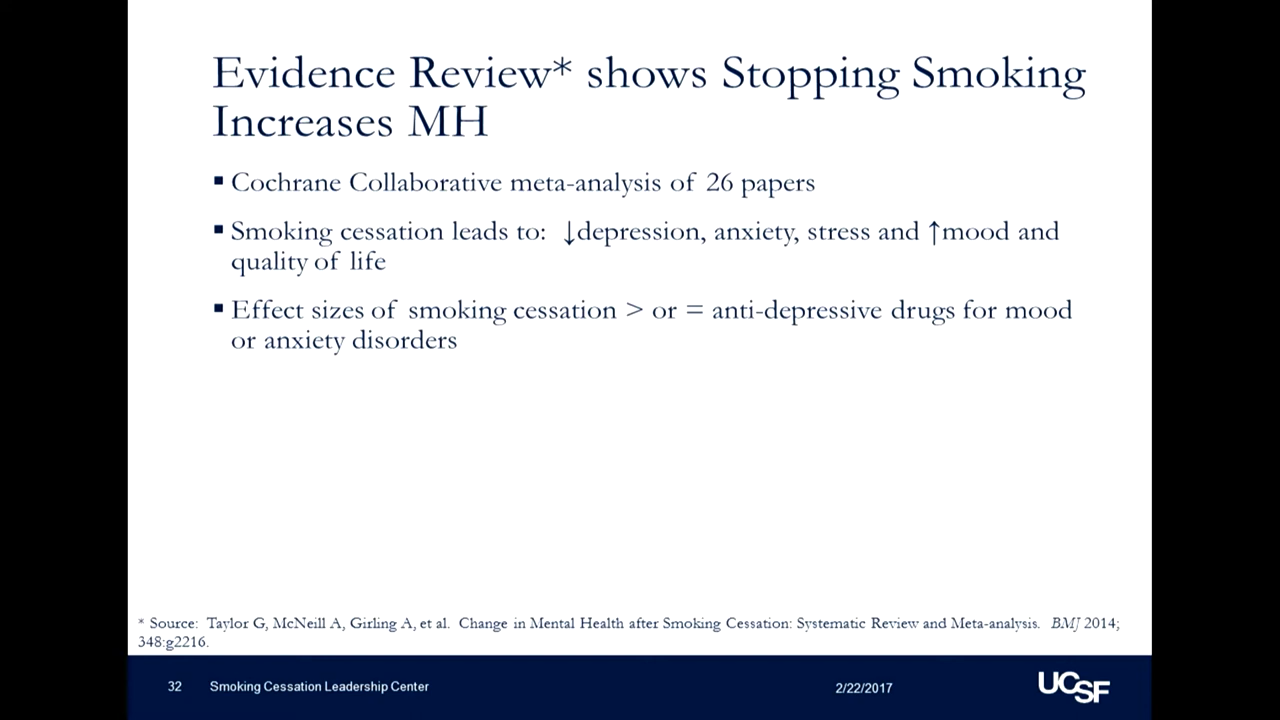 Evidence Review* shows Stopping Smoking
Increases MH
▪ Cochrane Collaborative meta-analysis of 26 papers
▪ Smoking cessation leads to: ↓depression, anxiety, stress and ↑mood and
quality of life
▪ Effect sizes of smoking cessation > or = anti-depressive drugs for mood
or anxiety disorders
* Source: Taylor G, McNeill A, Girling A, et al. Change in Mental Health after Smoking Cessation: Systematic Review and Meta-analysis. BMJ 2014;
348:g2216.
32 Smoking Cessation Leadership Center 2/22/2017 UCSF